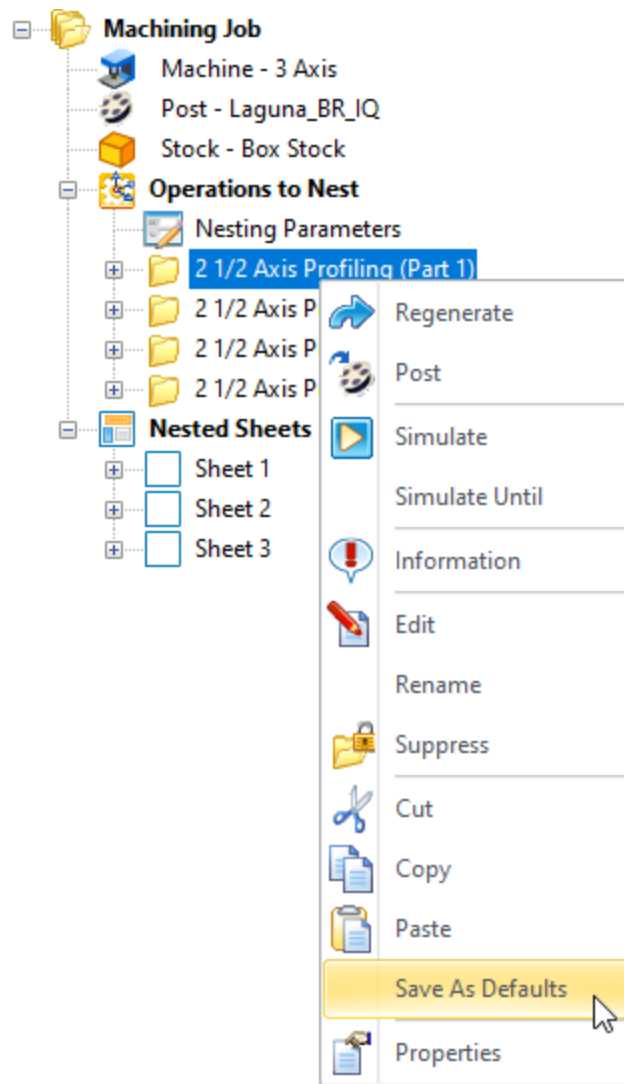 Machining Job
Machine - 3 Axis
Post - Laguna_BR_IQ
Stock - Box Stock
Operations to Nest
Nesting Parameters
2 1/2 Axis Profiling (Part 1)
2 1/2 Axis P
2 1/2 Axis P
2 1/2 Axis P
Nested Sheets
Sheet 1
Sheet 2
Sheet 3
Regenerate
Post
Simulate
Simulate Until
Information
Edit
Rename
Suppress
Cut
Copy
Paste
Save As Defaults
Properties